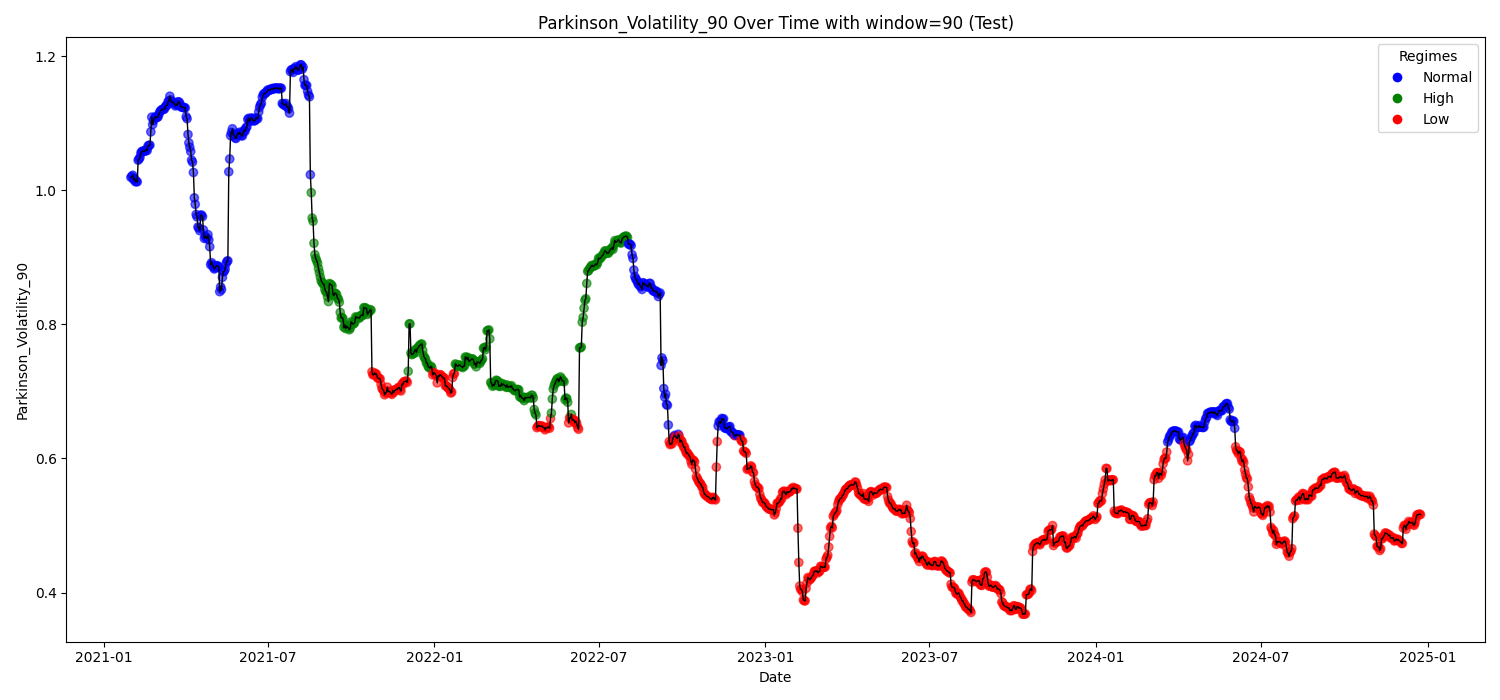 Parkinson_Volatility_90 Over Time with window=90 (Test)
Regimes
Normal
High
Low
Parkinson_Volatility_90
1.2
1.0
0.8
0.6
0.4
2021-01
2021-07
2022-01
2022-07
2023-01
2023-07
2024-01
2024-07
2025-01
Date